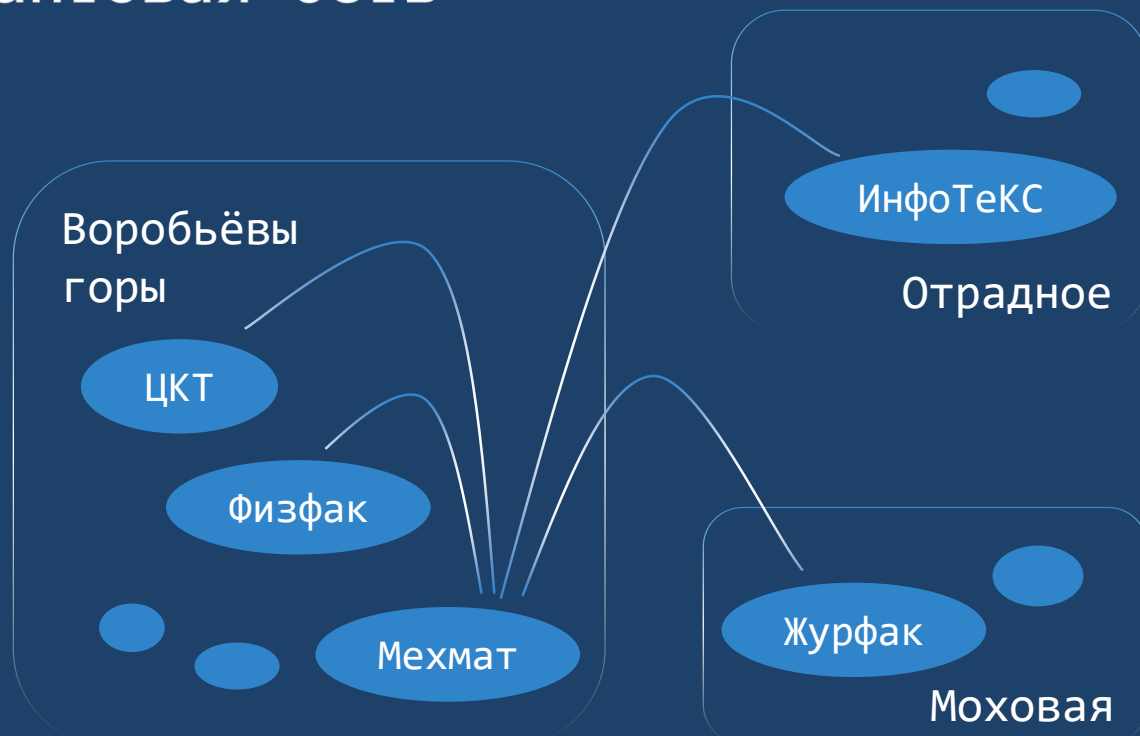 Воробьёвы
горы
ЦКТ
Физфак
Мехмат
ИнфоТеКС
Отрадное
Журфак
Моховая